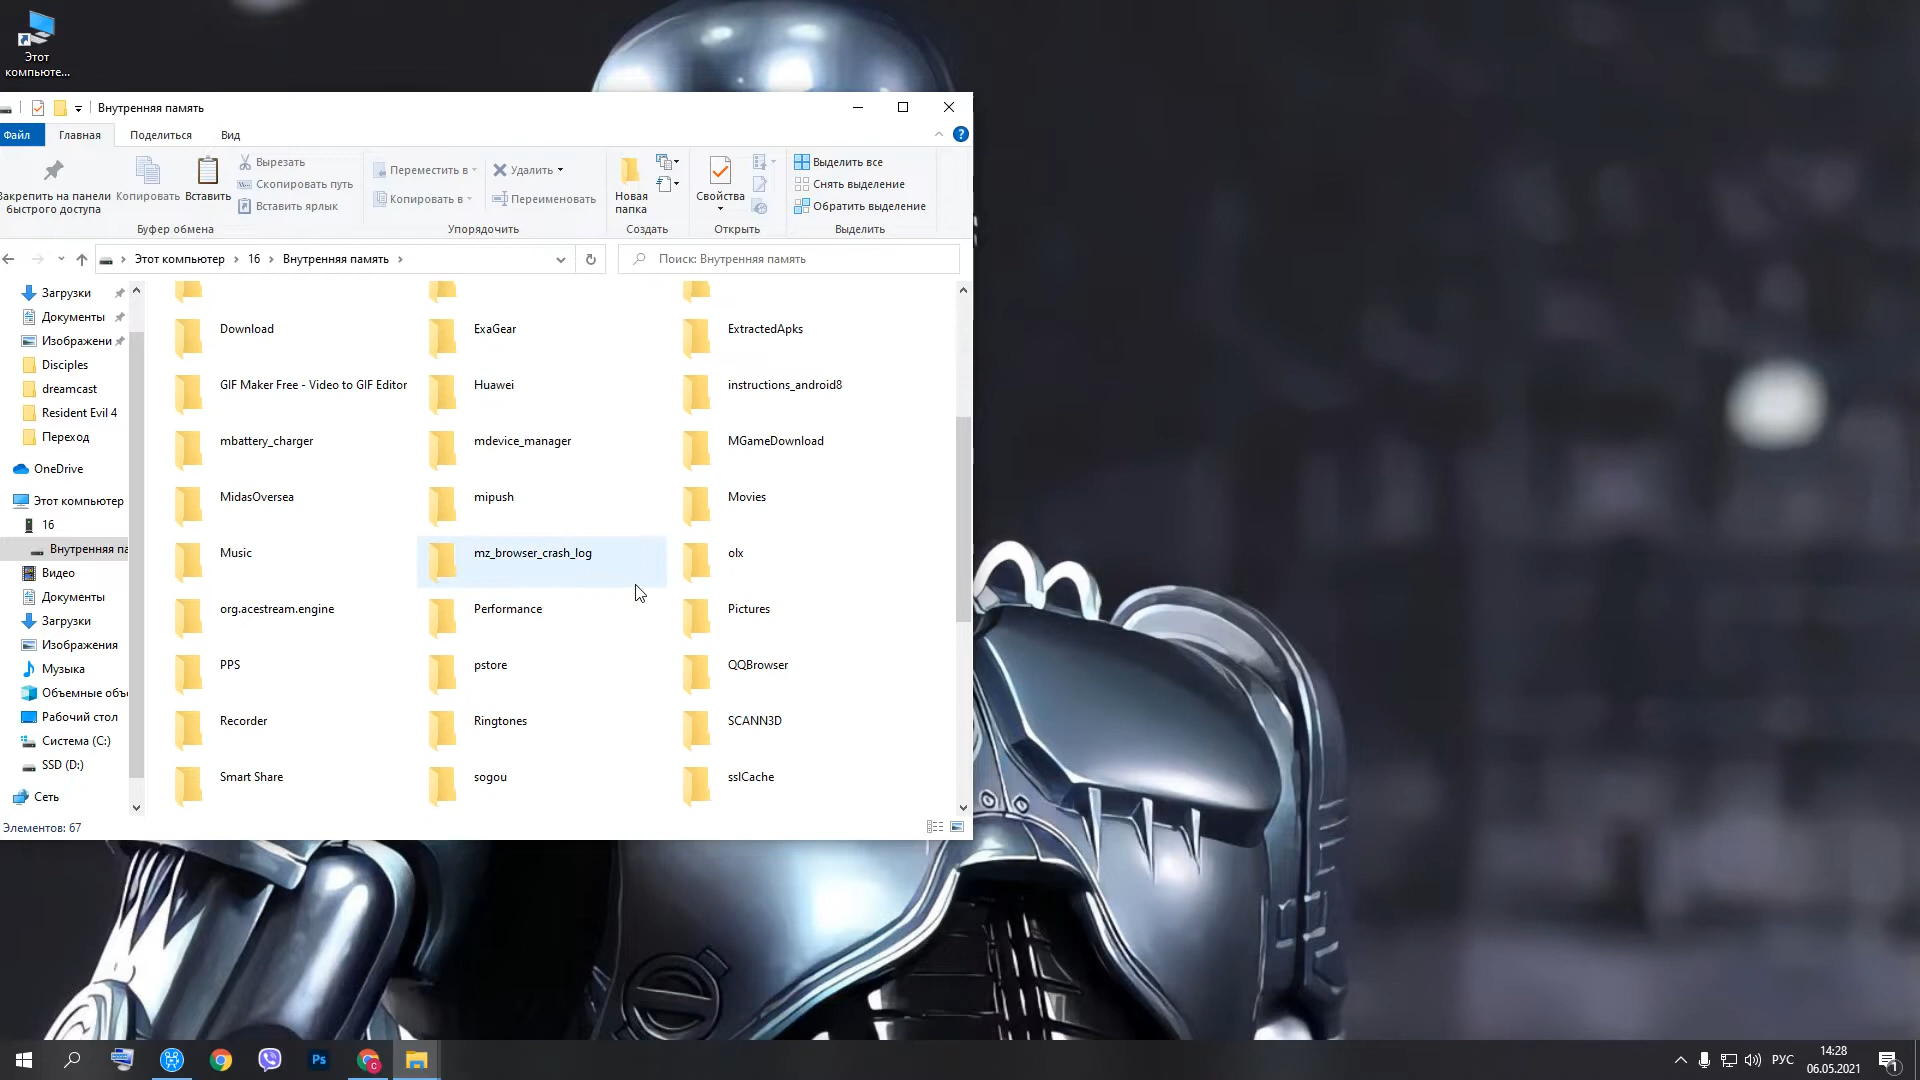 Этот
компьюте...
Внутренняя память
Файл
Главная
Поделиться
Вид
Закрепить на панели
быстрого доступа
Копировать
Вставить
Вырезать
Скопировать путь
Вставить ярлык
Буфер обмена
Переместить в
Копировать в
Удалить
Переименовать
Упорядочить
Новая
папка
Создать
Свойства
Открыть
Выделить все
Снять выделение
Обратить выделение
Выделить
Этот компьютер
16
Внутренняя память
Поиск: Внутренняя память
Загрузки
Документы
Изображени
Disciples
dreamcast
Resident Evil 4
Переход
OneDrive
Этот компьютер
16
Внутренняя па
Видео
Документы
Загрузки
Изображения
Музыка
Объемные объ
Рабочий стол
Система (C:)
SSD (D:)
Сеть
Download
ExaGear
ExtractedApks
GIF Maker Free - Video to GIF Editor
Huawei
instructions_android8
mbattery_charger
mdevice_manager
MGameDownload
MidasOversea
mipush
Movies
Music
mz_browser_crash_log
olx
org.acestream.engine
Performance
Pictures
PPS
pstore
QQBrowser
Recorder
Ringtones
SCANN3D
Smart Share
sogou
sslCache
Элементов: 67
Ps
C
РУС
14:28
06.05.2021
1